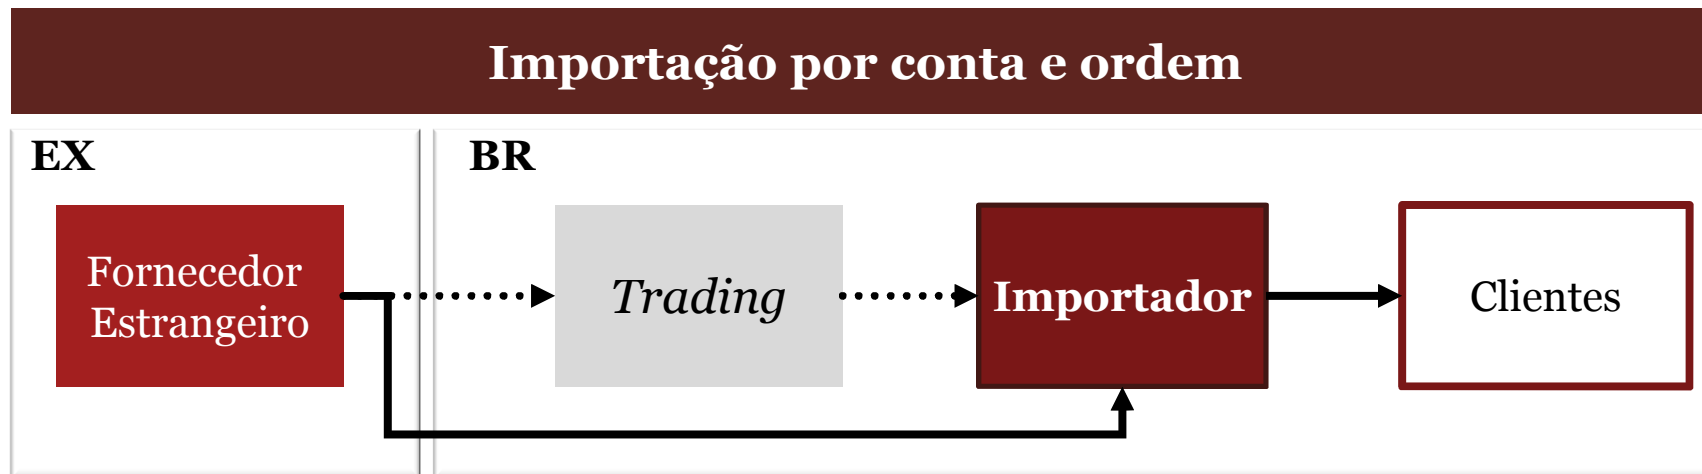 Importação por conta e ordem
EX
BR
Fornecedor
Estrangeiro
Trading
Importador
Clientes